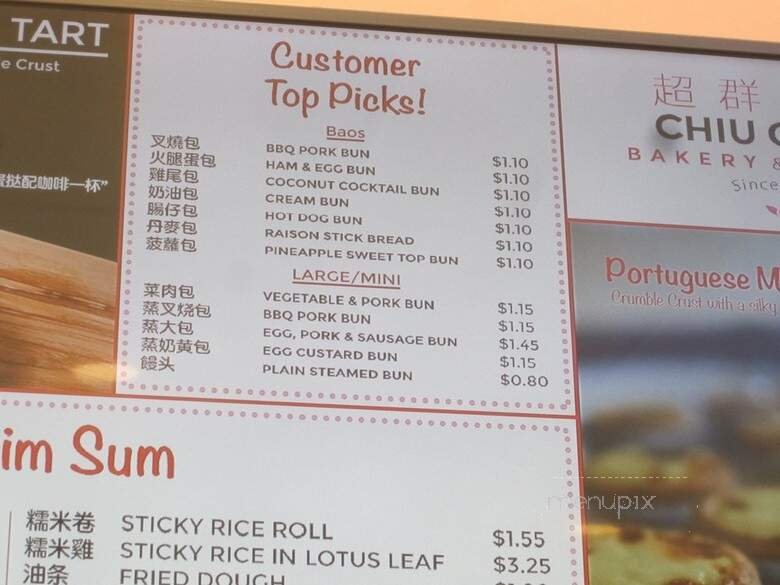 TART
e Crust
挞配咖啡一杯”
Customer
Top Picks!
Baos
叉燒包 BBQ PORK BUN $1.10
火腿蛋包 HAM & EGG BUN $1.10
雞尾包 COCONUT COCKTAIL BUN $1.10
奶油包 CREAM BUN $1.10
腸仔包 HOT DOG BUN $1.10
丹麥包 RAISON STICK BREAD $1.10
菠蘿包 PINEAPPLE SWEET TOP BUN $1.10
LARGE/MINI
菜肉包 VEGETABLE & PORK BUN $1.15
蒸叉烧包 BBQ PORK BUN $1.15
蒸大包 EGG, PORK & SAUSAGE BUN $1.45
蒸奶黄包 EGG CUSTARD BUN $1.15
饅头 PLAIN STEAMED BUN $0.80
超群
CHIU
BAKERY &
Since
Portuguese M
Crumble Crust with a silky
im Sum
糯米卷 STICKY RICE ROLL $1.55
糯米雞 STICKY RICE IN LOTUS LEAF $3.25
油条 FRIED DOUGH
menupix